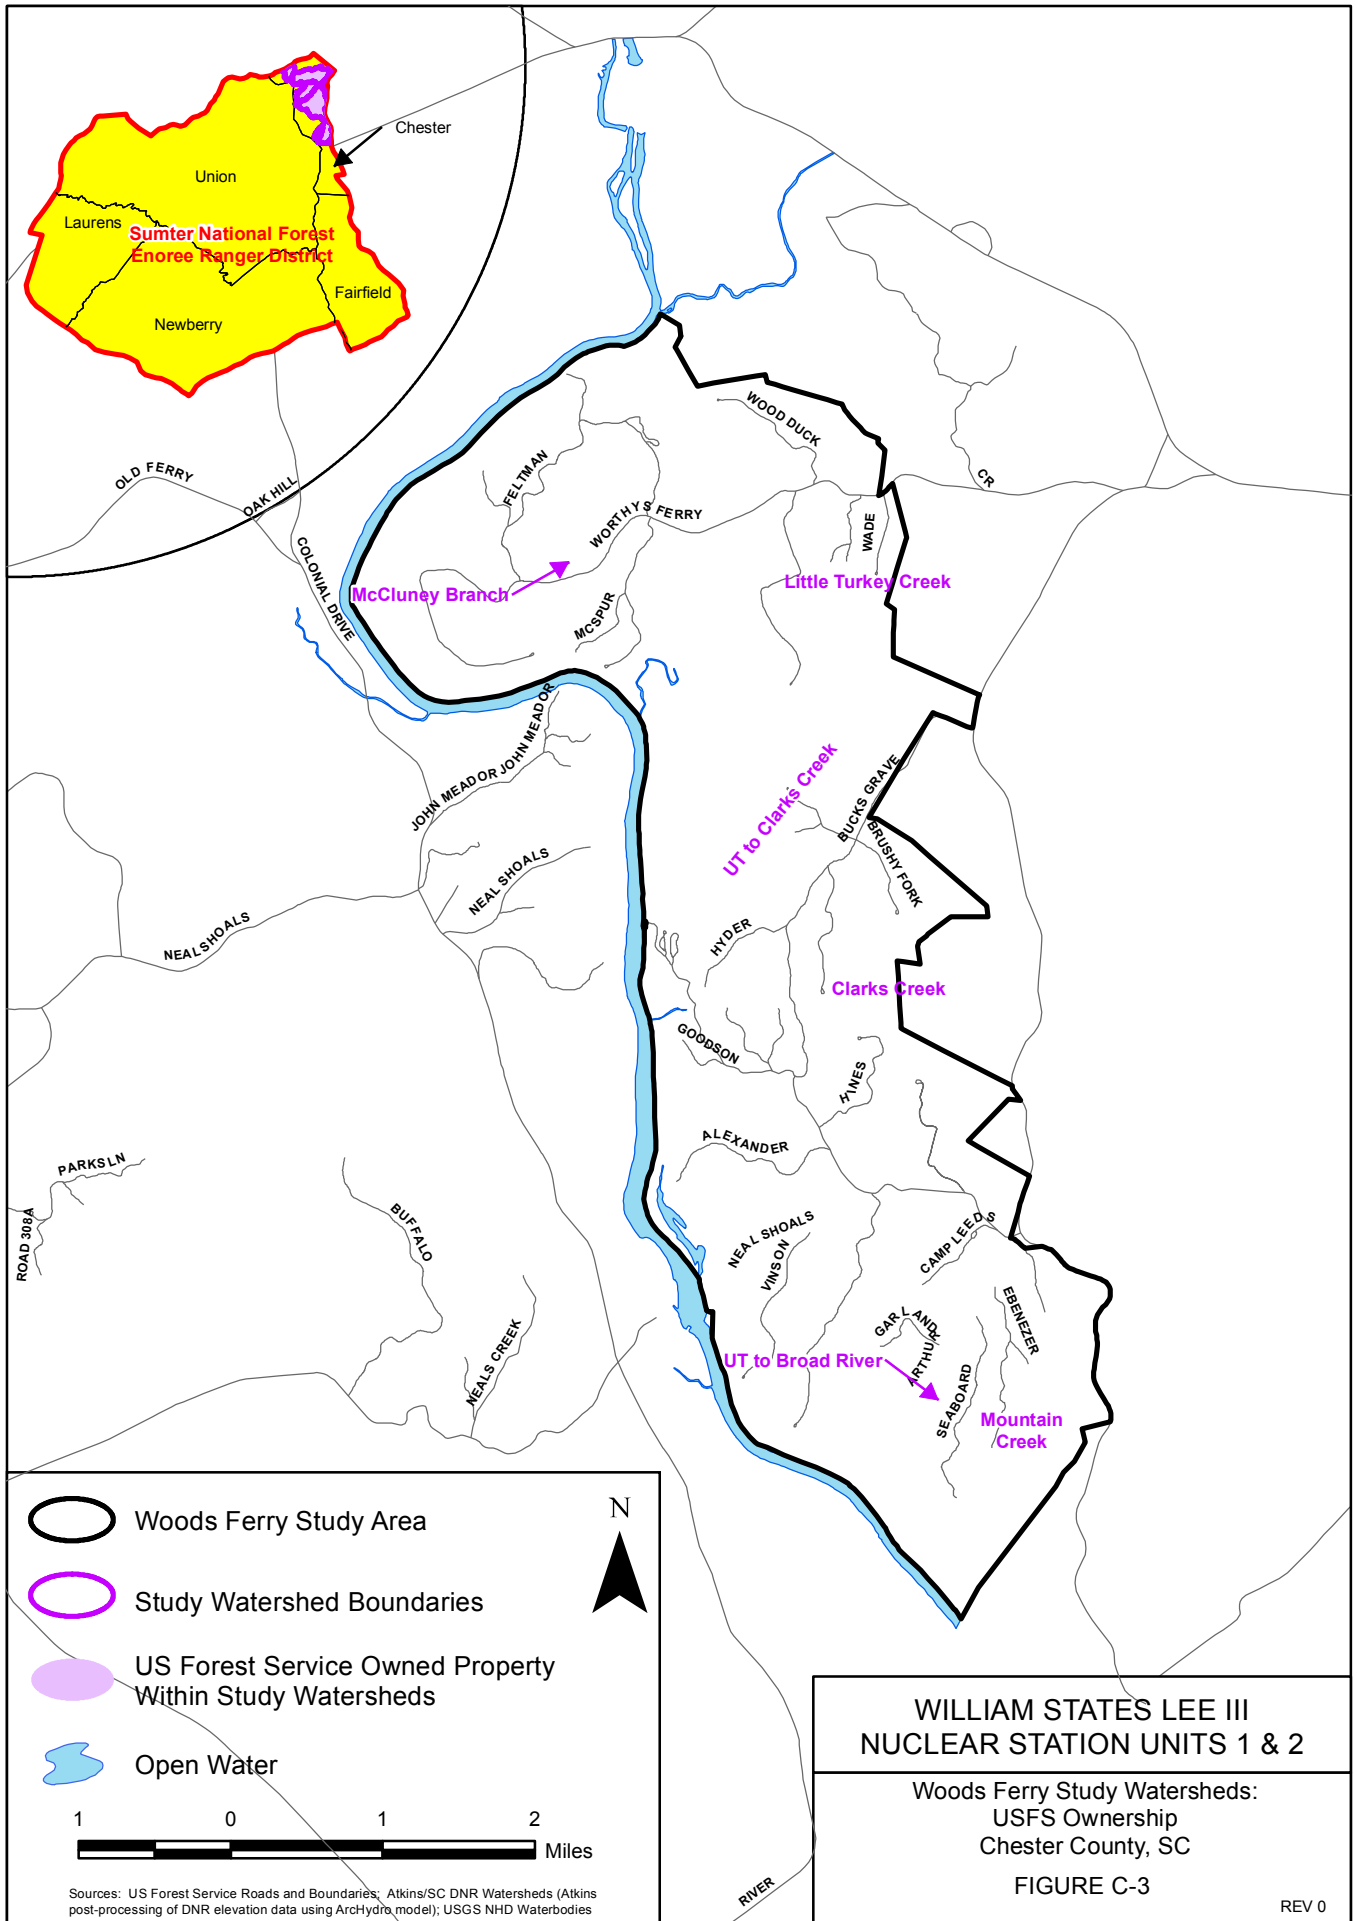 Chester
Union
Laurens
Sumter National Forest
Enoree Ranger District
Fairfield
Newberry
OLD FERRY
OAK HILL
COLONIAL DRIVE
WOOD DUCK
FELTMAN
WORTHYS FERRY
WADE
CR
McCluney Branch
Little Turkey Creek
MCSPUR
JOHN MEADOR
JOHN MEADOR
UT to Clarks Creek
BUCKS GRAVE
BRUSHY FORK
NEAL SHOALS
NEAL SHOALS
HYDER
Clarks Creek
GOODSON
HINES
ALEXANDER
PARKS LN
ROAD 308A
BUFFALO
NEAL SHOALS
VINSON
CAMP LEEDS
GARLAND
ARTHUR
EBENEZER
NEALS CREEK
UT to Broad River
SEABOARD
Mountain
Creek
RIVER
Woods Ferry Study Area
Study Watershed Boundaries
US Forest Service Owned Property
Within Study Watersheds
Open Water
N
1 0 1 2
Miles
Sources: US Forest Service Roads and Boundaries; Atkins/SC DNR Watersheds (Atkins
post-processing of DNR elevation data using ArcHydro model); USGS NHD Waterbodies
WILLIAM STATES LEE III
NUCLEAR STATION UNITS 1 & 2
Woods Ferry Study Watersheds:
USFS Ownership
Chester County, SC
FIGURE C-3
REV 0